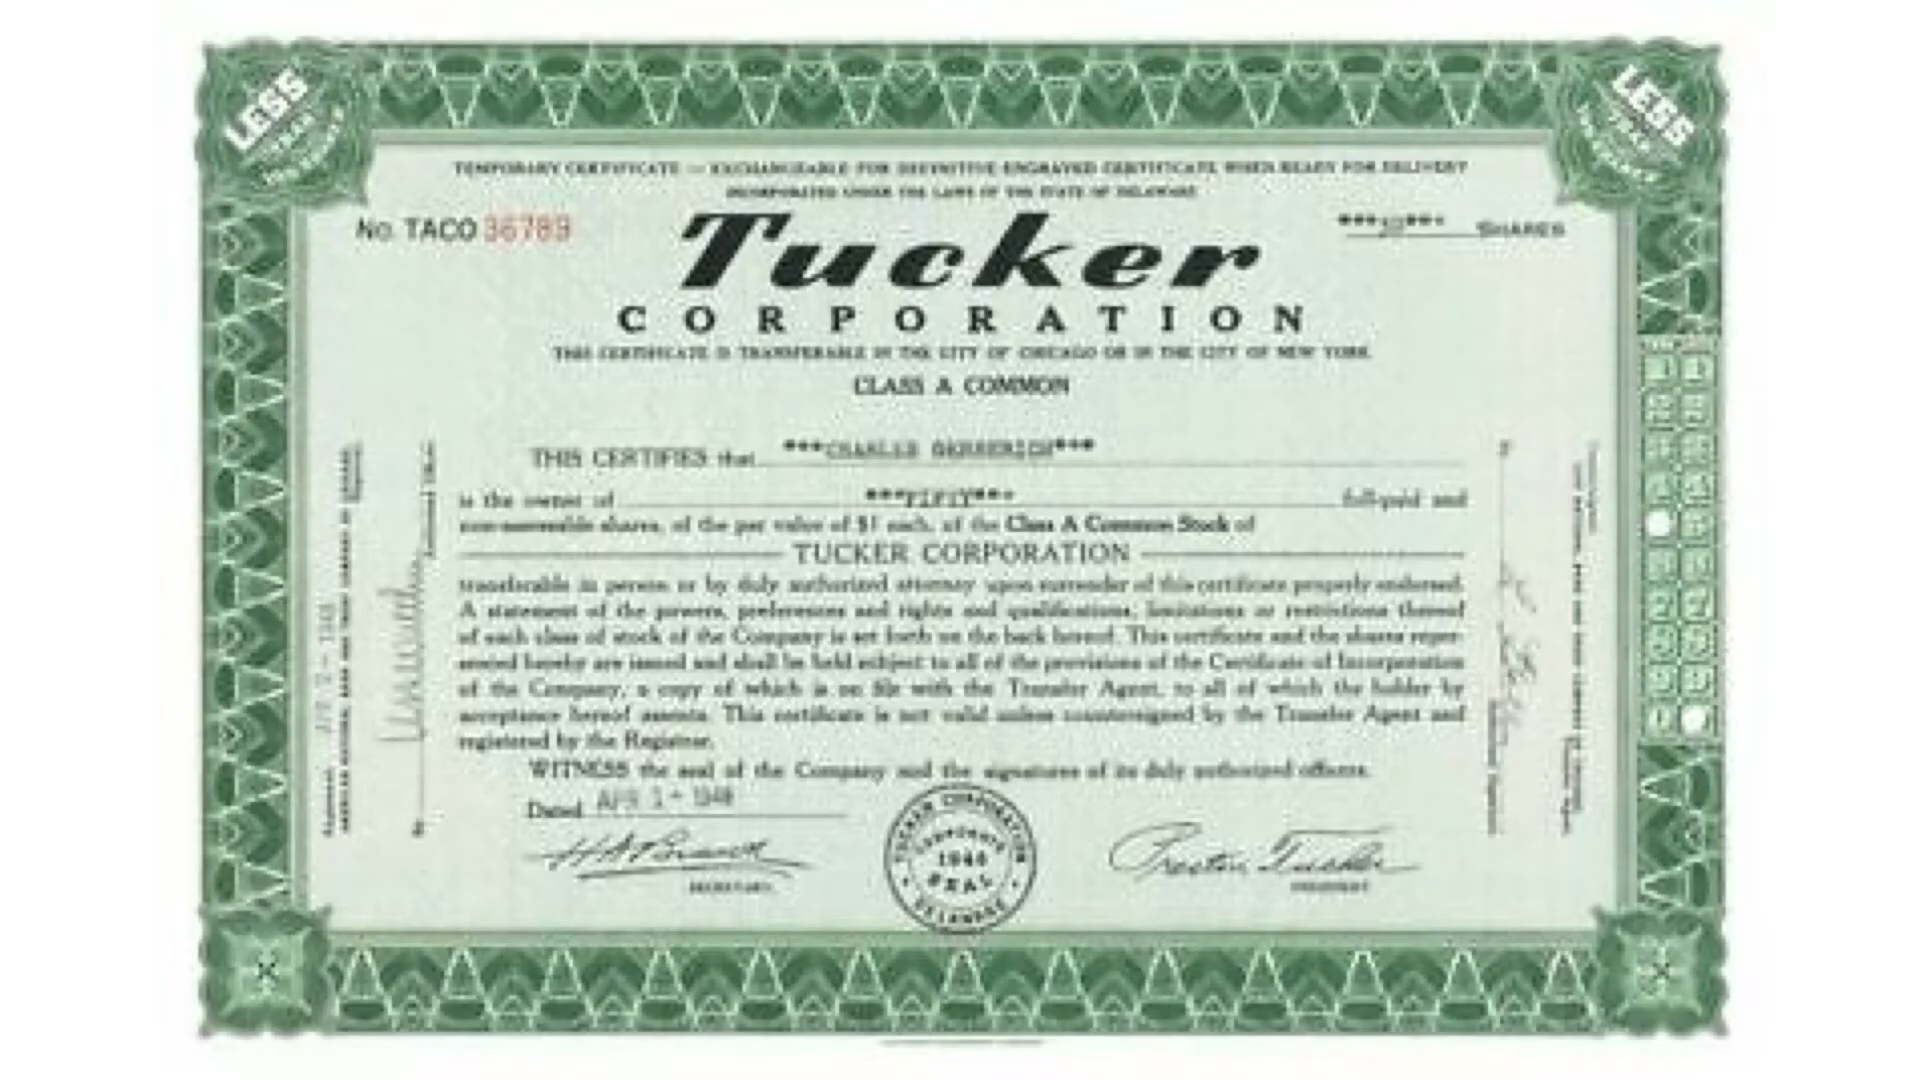 LESS
THAN
LESS
THAN
TEMPORARY CERTIFICATE — EXCHANGEABLE FOR DEFINITIVE ENGRAVED CERTIFICATE WHEN READY FOR DELIVERY
INCORPORATED UNDER THE LAWS OF THE STATE OF DELAWARE
No. TACO 36789
SHARES
Tucker
CORPORATION
THIS CERTIFICATE IS TRANSFERABLE IN THE CITY OF CHICAGO OR IN THE CITY OF NEW YORK
CLASS A COMMON
THIS CERTIFIES that ***CHARLES
is the owner of ***FIFTY*** full-paid and
non-assessable shares, of the par value of $1 each, of the Class A Common Stock of
TUCKER CORPORATION
transferable in person or by duly authorized attorney upon surrender of this certificate properly endorsed.
A statement of the powers, preferences and rights and qualifications, limitations or restrictions thereof
of each class of stock of the Company is set forth on the back hereof. This certificate and the shares repre-
sented hereby are issued and shall be held subject to all of the provisions of the Certificate of Incorporation
of the Company, a copy of which is on file with the Transfer Agent, to all of which the holder by
acceptance hereof assents. This certificate is not valid unless countersigned by the Transfer Agent and
registered by the Registrar.
WITNESS the seal of the Company and the signatures of its duly authorized officers.
Dated APR 1 - 1948
TUCKER CORPORATION
CORPORATE
1946
SEAL
DELAWARE
SECRETARY.
Preston Tucker
PRESIDENT